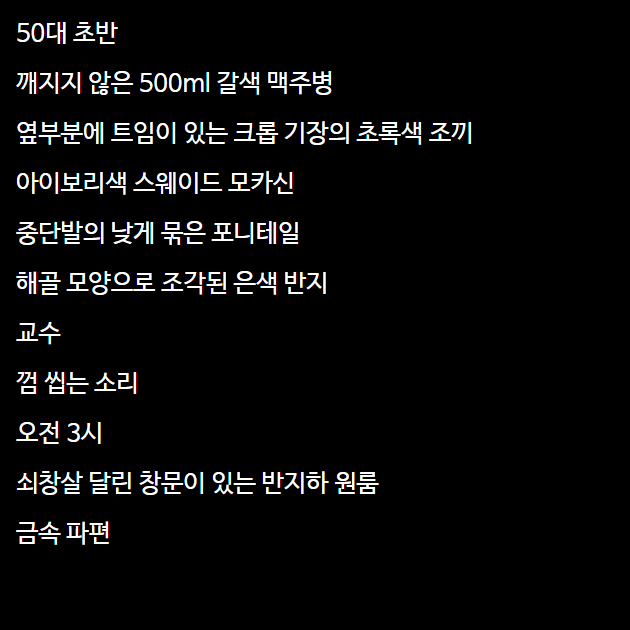 50대 초반
깨지지 않은 500ml 갈색 맥주병
옆부분에 트임이 있는 크롭 기장의 초록색 조끼
아이보리색 스웨이드 모카신
중단발의 낮게 묶은 포니테일
해골 모양으로 조각된 은색 반지
교수
껌 씹는 소리
오전 3시
쇠창살 달린 창문이 있는 반지하 원룸
금속 파편